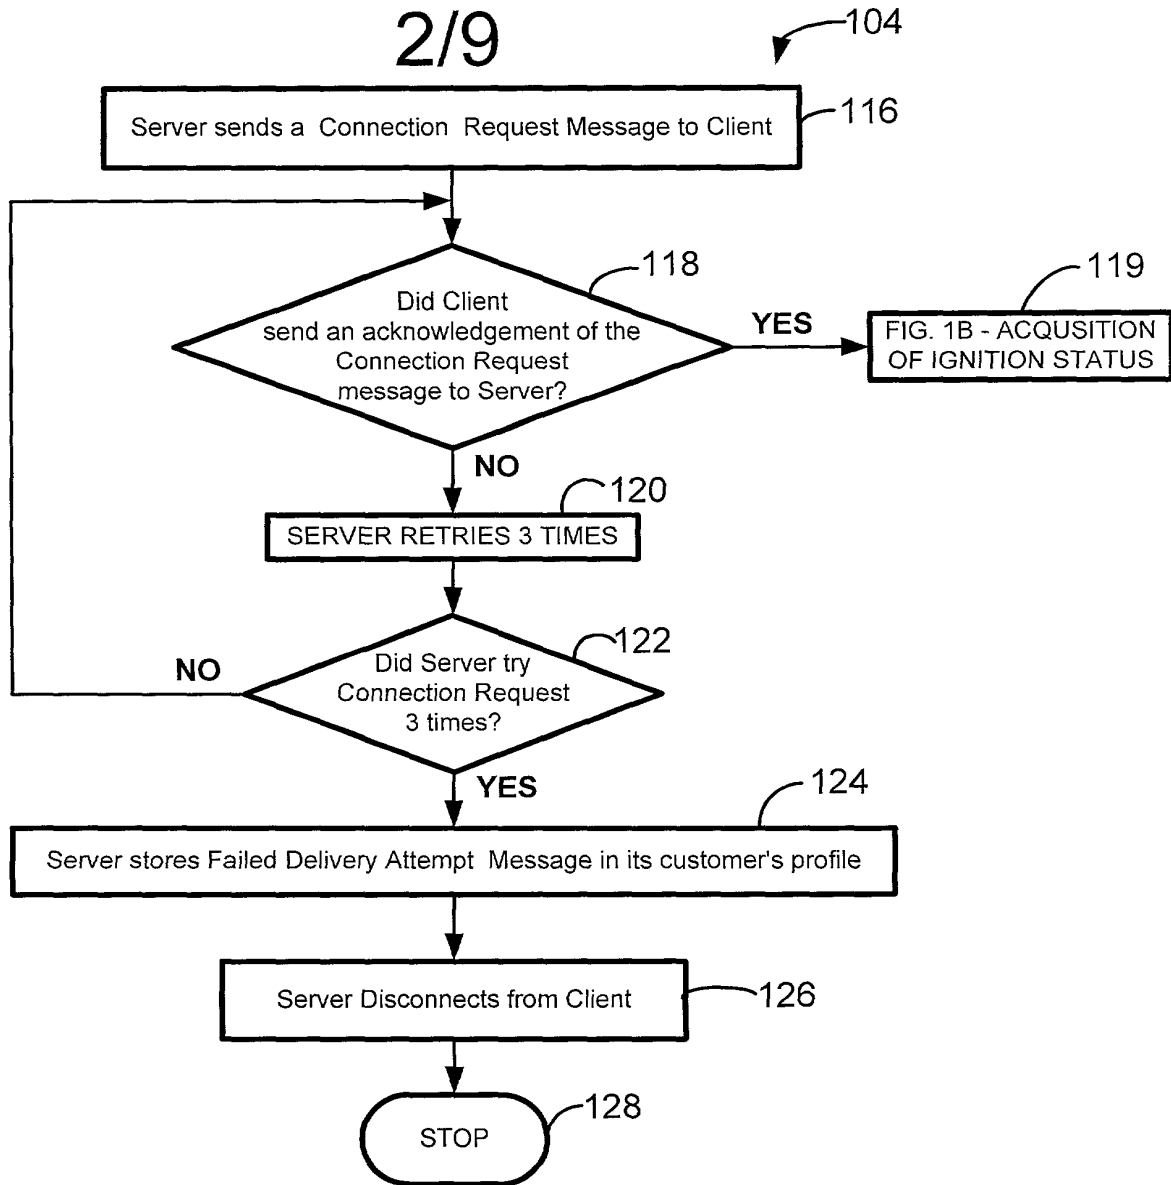 2/9
104
Server sends a Connection Request Message to Client
116
118
Did Client
send an acknowledgement of the
Connection Request
message to Server?
YES
119
FIG. 1B - ACQUSITION
OF IGNITION STATUS
NO
120
SERVER RETRIES 3 TIMES
122
Did Server try
Connection Request
3 times?
NO
YES
124
Server stores Failed Delivery Attempt Message in its customer's profile
Server Disconnects from Client
126
STOP
128